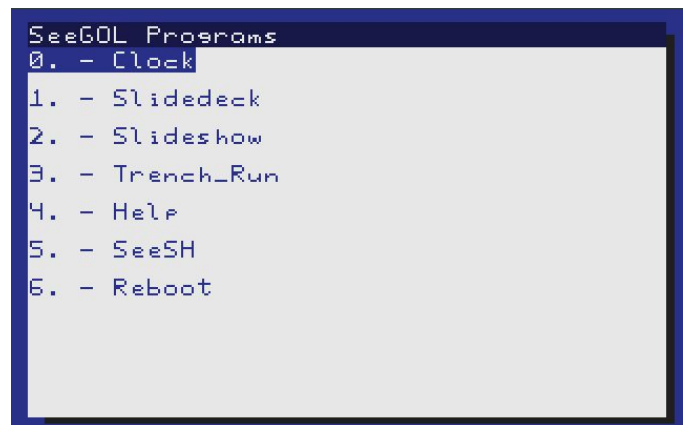 SeeGOL Programs
0. - Clock
1. - Slidedeck
2. - Slideshow
3. - Trench_Run
4. - Help
5. - SeeSH
6. - Reboot